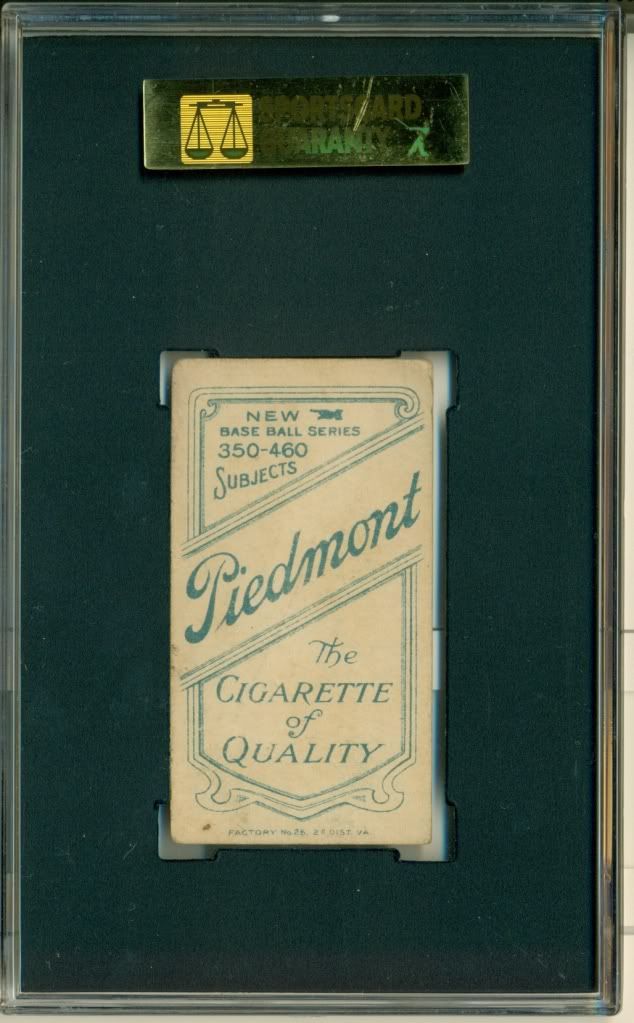 SPORTSCARD
GUARANTY
NEW
BASE BALL SERIES
350-460
SUBJECTS
Piedmont
The
CIGARETTE
of
QUALITY
FACTORY No 25, 2D DIST. VA.